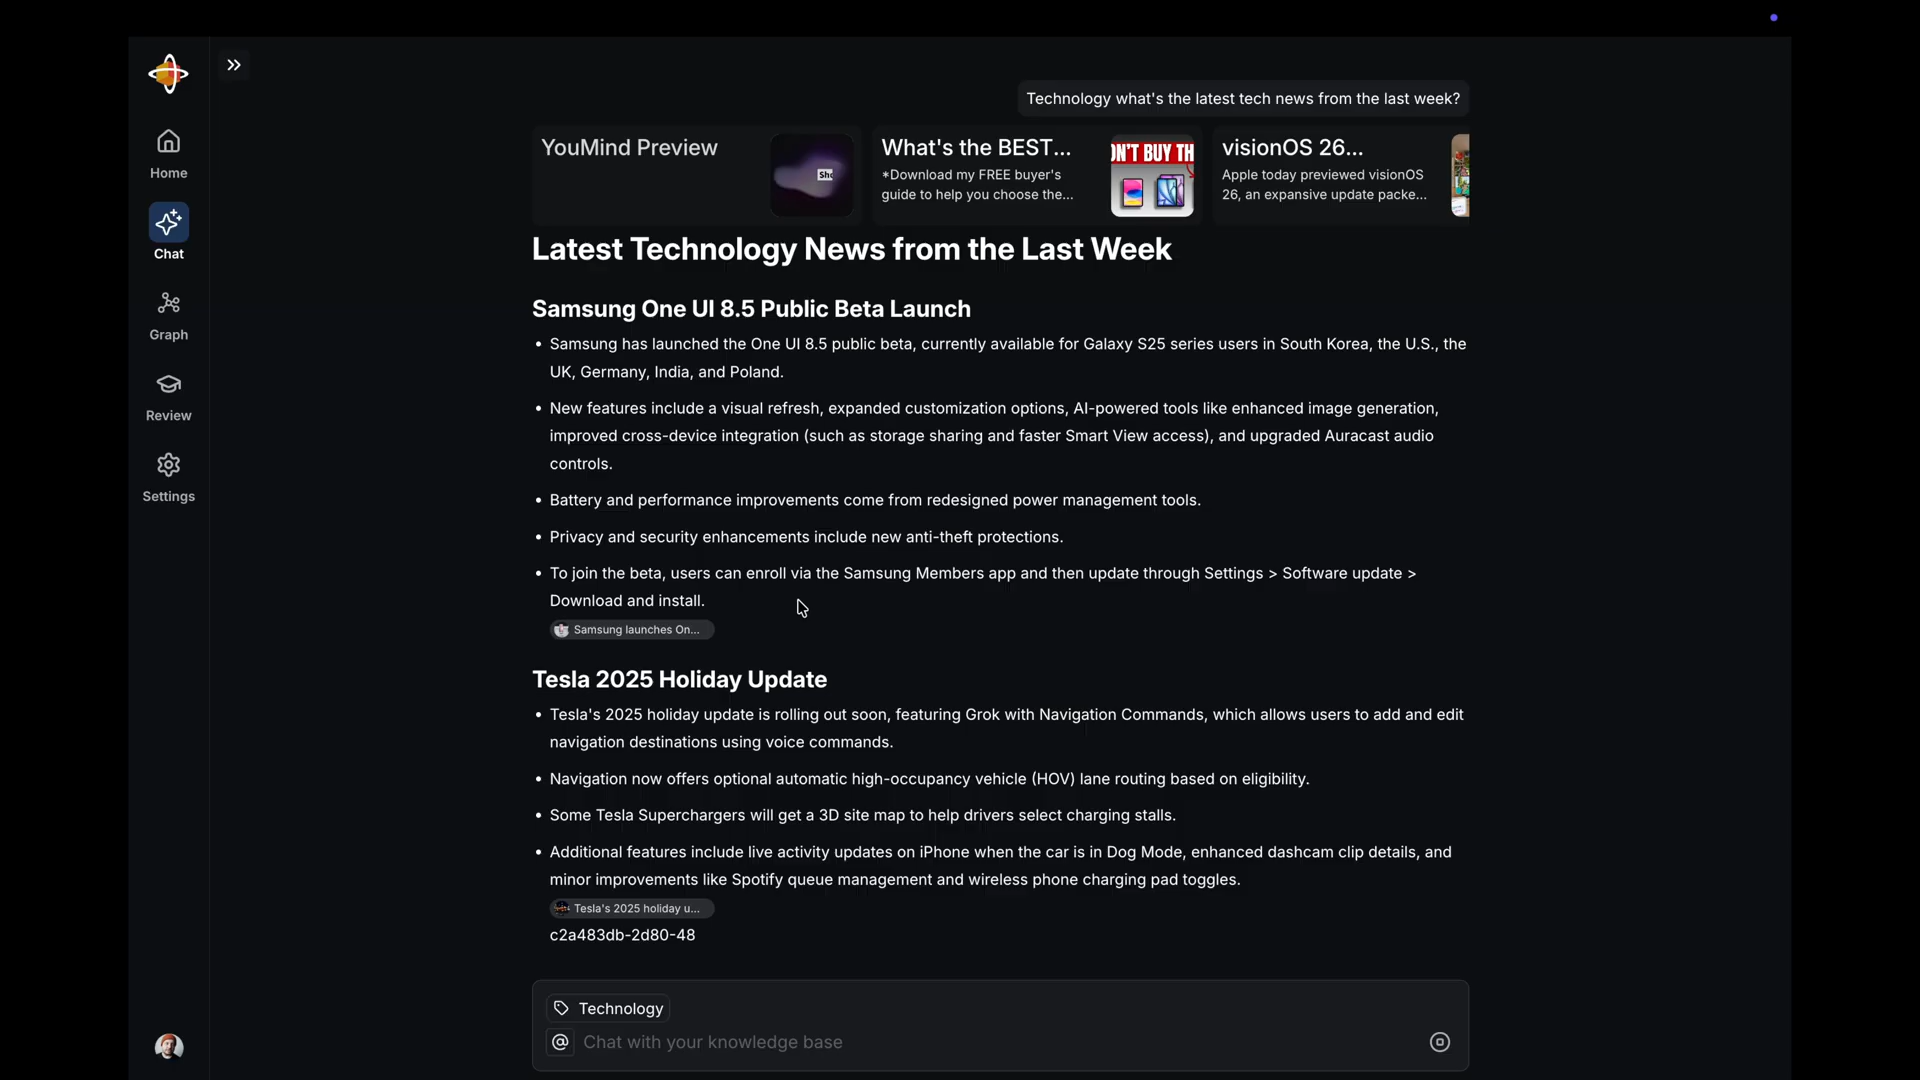 Home
Chat
Graph
Review
Settings
Technology what's the latest tech news from the last week?
YouMind Preview
What's the BEST...
*Download my FREE buyer's
guide to help you choose the...
ON'T BUY TH
visionOS 26...
Apple today previewed visionOS
26, an expansive update packe...
Latest Technology News from the Last Week
Samsung One UI 8.5 Public Beta Launch
• Samsung has launched the One UI 8.5 public beta, currently available for Galaxy S25 series users in South Korea, the U.S., the
UK, Germany, India, and Poland.
• New features include a visual refresh, expanded customization options, AI-powered tools like enhanced image generation,
improved cross-device integration (such as storage sharing and faster Smart View access), and upgraded Auracast audio
controls.
• Battery and performance improvements come from redesigned power management tools.
• Privacy and security enhancements include new anti-theft protections.
• To join the beta, users can enroll via the Samsung Members app and then update through Settings > Software update >
Download and install.
Samsung launches On...
Tesla 2025 Holiday Update
• Tesla's 2025 holiday update is rolling out soon, featuring Grok with Navigation Commands, which allows users to add and edit
navigation destinations using voice commands.
• Navigation now offers optional automatic high-occupancy vehicle (HOV) lane routing based on eligibility.
• Some Tesla Superchargers will get a 3D site map to help drivers select charging stalls.
• Additional features include live activity updates on iPhone when the car is in Dog Mode, enhanced dashcam clip details, and
minor improvements like Spotify queue management and wireless phone charging pad toggles.
Tesla's 2025 holiday u...
c2a483db-2d80-48
Technology
@ Chat with your knowledge base